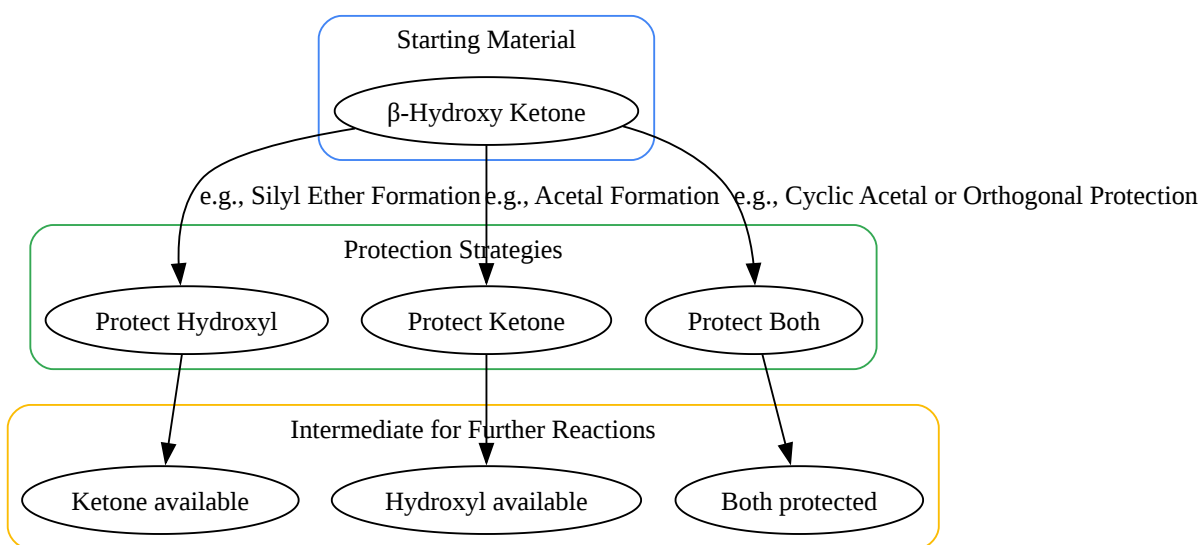 Starting Material
β-Hydroxy Ketone
e.g., Silyl Ether Formation
e.g., Acetal Formation
e.g., Cyclic Acetal or Orthogonal Protection
Protection Strategies
Protect Hydroxyl
Protect Ketone
Protect Both
Intermediate for Further Reactions
Ketone available
Hydroxyl available
Both protected